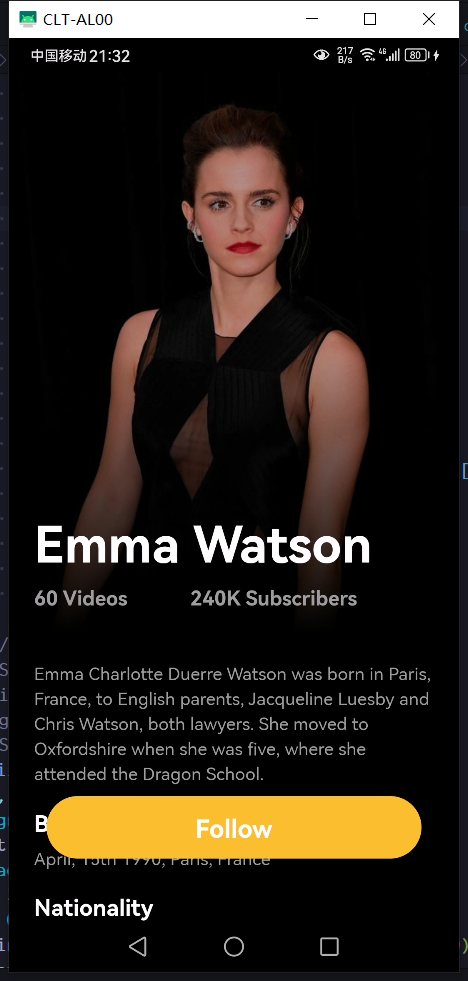 CLT-AL00
中国移动 21:32
217 B/s 4G 80
Emma Watson
60 Videos 240K Subscribers
Emma Charlotte Duerre Watson was born in Paris,
France, to English parents, Jacqueline Luesby and
Chris Watson, both lawyers. She moved to
Oxfordshire when she was five, where she
attended the Dragon School.
B
Follow
April, 15th 1990, Paris, France
Nationality